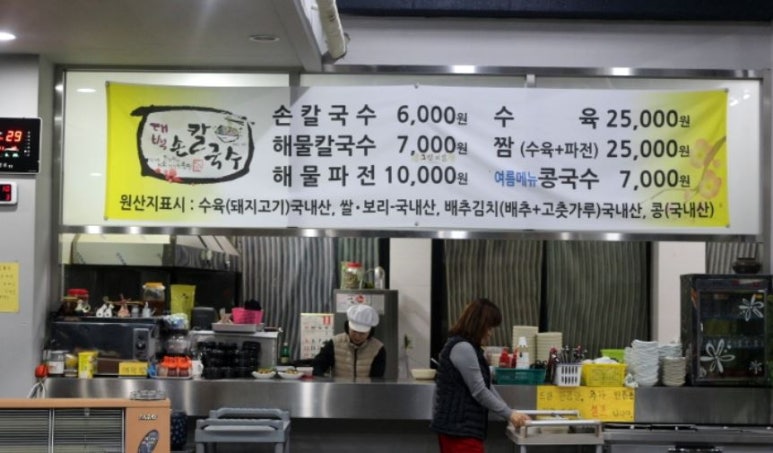 대백
손칼국수
손칼국수 6,000원
해물칼국수 7,000원
해물파전 10,000원
수육 25,000원
짬 (수육+파전) 25,000원
여름메뉴 콩국수 7,000원
원산지표시 : 수육(돼지고기)국내산, 쌀·보리-국내산, 배추김치(배추+고춧가루)국내산, 콩(국내산)
29
11